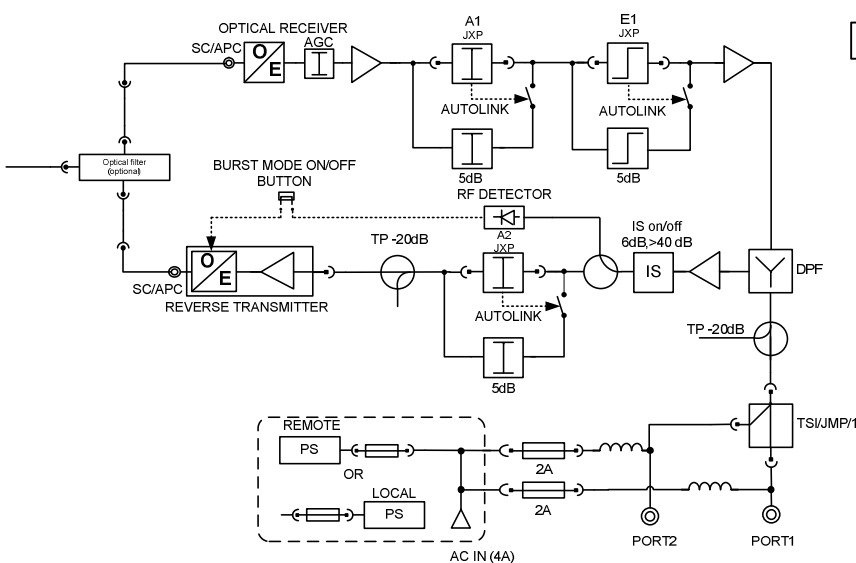 OPTICAL RECEIVER
A1
E1
SC/APC
O
E
AGC
JXP
JXP
AUTOLINK
AUTOLINK
5dB
5dB
Optical filter
(optional)
BURST MODE ON/OFF
BUTTON
RF DETECTOR
TP -20dB
A2
JXP
IS on/off
6dB,>40 dB
O
E
IS
DPF
SC/APC
REVERSE TRANSMITTER
AUTOLINK
TP -20dB
5dB
REMOTE
TSI/JMP/1
PS
OR
2A
LOCAL
PS
2A
PORT2
PORT1
AC IN (4A)